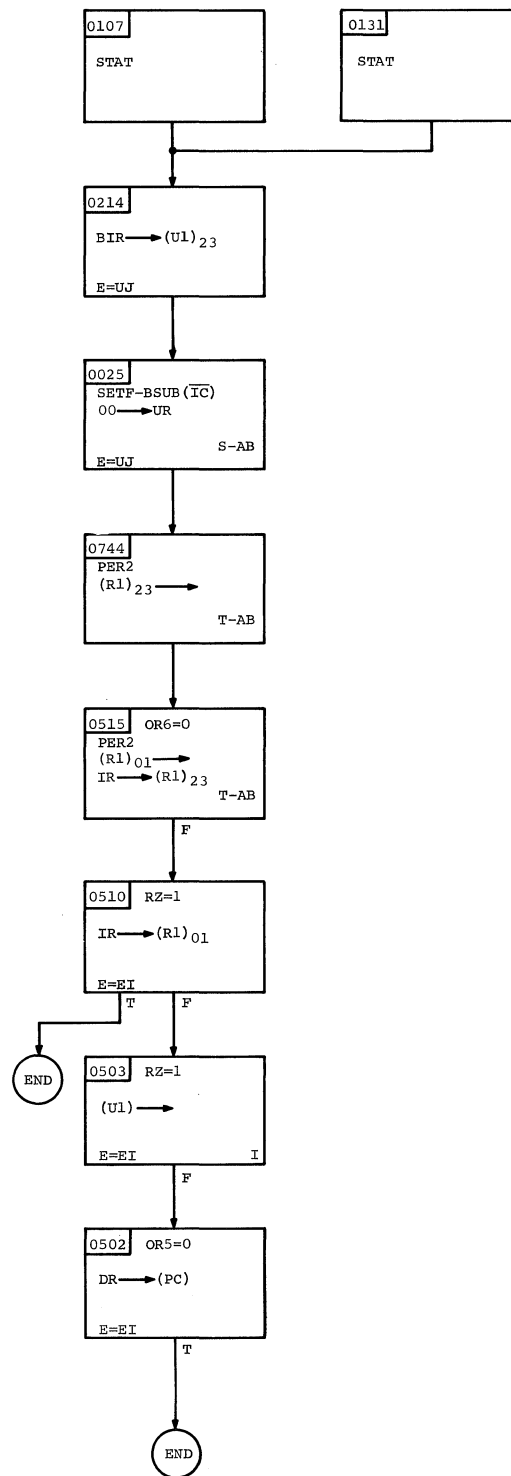 0107
STAT
0131
STAT
0214
BIR→(U1)23
E=UJ
0025
SETF-BSUB(I̅C̅)
00→UR
S-AB
E=UJ
0744
PER2
(R1)23→
T-AB
0515 OR6=0
PER2
(R1)01→
IR→(R1)23
T-AB
F
0510 RZ=1
IR→(R1)01
E=EI
T F
END
0503 RZ=1
(U1)→
E=EI I
F
0502 OR5=0
DR→(PC)
E=EI
T
END